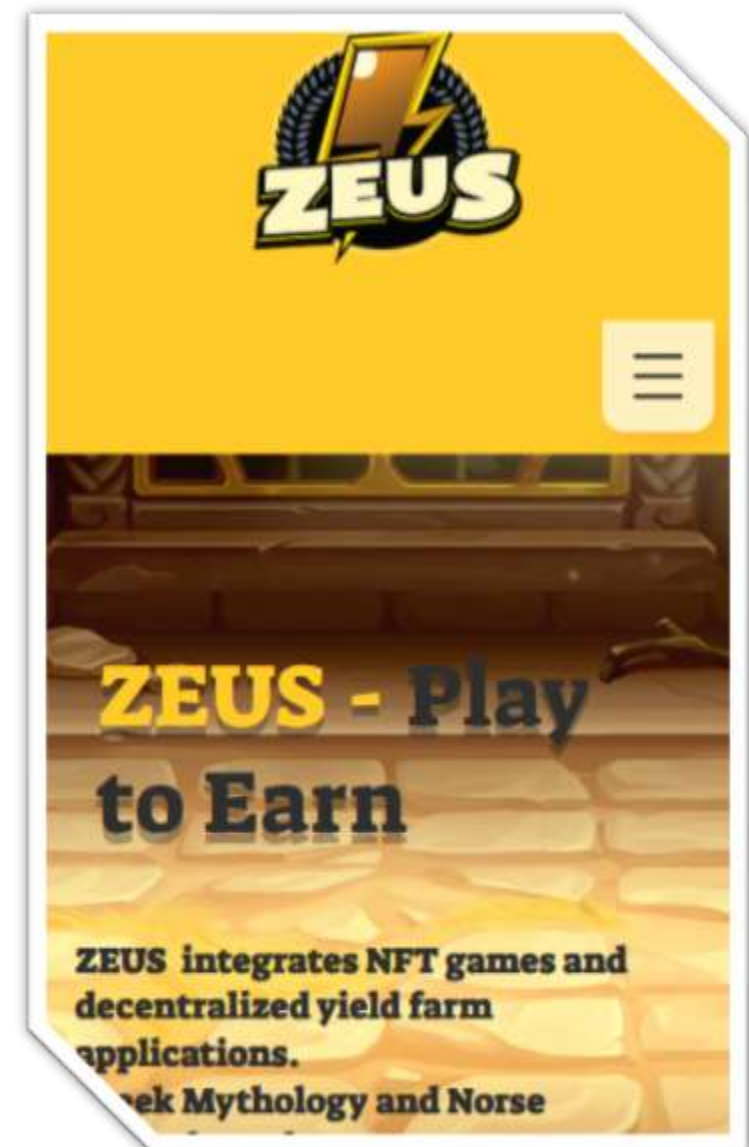 ZEUS
ZEUS - Play
to Earn
ZEUS integrates NFT games and
decentralized yield farm
applications.
Mythology and Norse